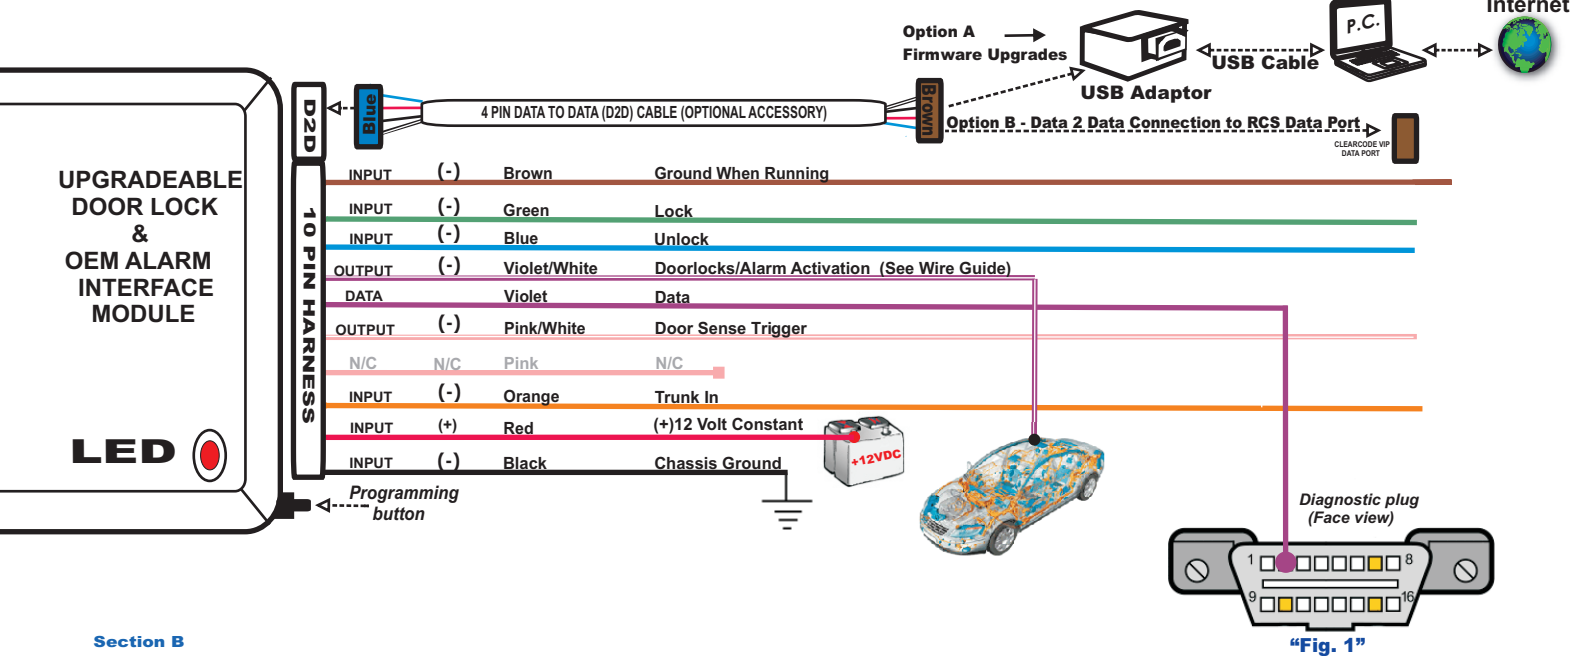 Internet
P.C.
Option A
Firmware Upgrades
USB Cable
USB Adaptor
D2D
Blue
4 PIN DATA TO DATA (D2D) CABLE (OPTIONAL ACCESSORY)
Brown
Option B - Data 2 Data Connection to RCS Data Port
CLEARCODE VIP
DATA PORT
UPGRADEABLE
DOOR LOCK
&
OEM ALARM
INTERFACE
MODULE
LED
10 PIN HARNESS
INPUT (-) Brown Ground When Running
INPUT (-) Green Lock
INPUT (-) Blue Unlock
OUTPUT (-) Violet/White Doorlocks/Alarm Activation (See Wire Guide)
DATA Violet Data
OUTPUT (-) Pink/White Door Sense Trigger
N/C N/C Pink N/C
INPUT (-) Orange Trunk In
INPUT (+) Red (+)12 Volt Constant
INPUT (-) Black Chassis Ground
+12VDC
Programming
button
Diagnostic plug
(Face view)
1 8
9 16
Section B
“Fig. 1”